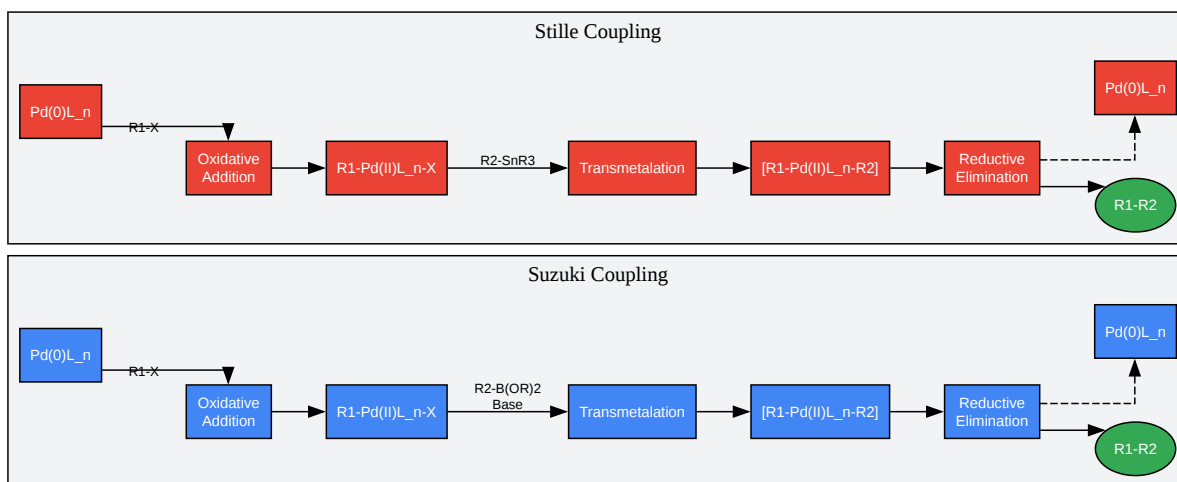 Stille Coupling
Pd(0)L_n
R1-X
Oxidative
Addition
R1-Pd(II)L_n-X
R2-SnR3
Transmetalation
[R1-Pd(II)L_n-R2]
Reductive
Elimination
Pd(0)L_n
R1-R2
Suzuki Coupling
Pd(0)L_n
R1-X
Oxidative
Addition
R1-Pd(II)L_n-X
R2-B(OR)2
Base
Transmetalation
[R1-Pd(II)L_n-R2]
Reductive
Elimination
Pd(0)L_n
R1-R2